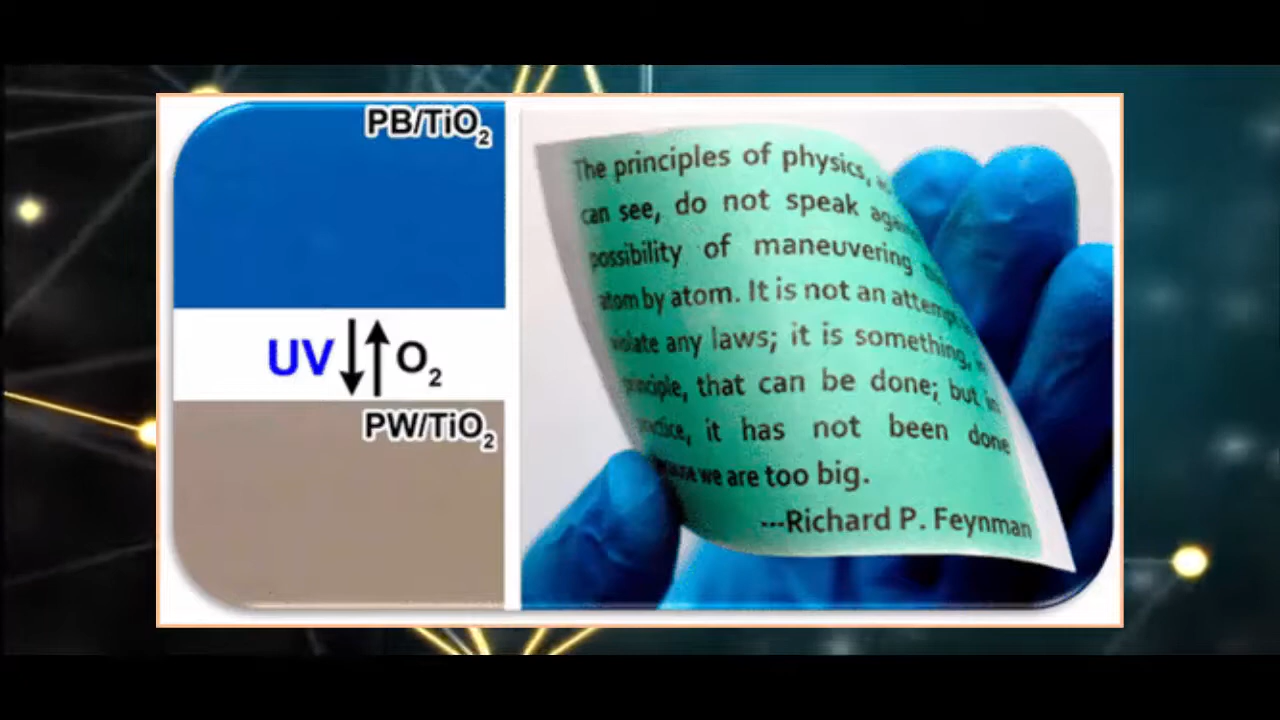 PB/TiO2
UV O2
PW/TiO2
The principles of physics,
can see, do not speak
possibility of maneuvering
atom by atom. It is not an attempt
violate any laws; it is something,
principle, that can be done; but in
practice, it has not been done
we are too big.
---Richard P. Feynman